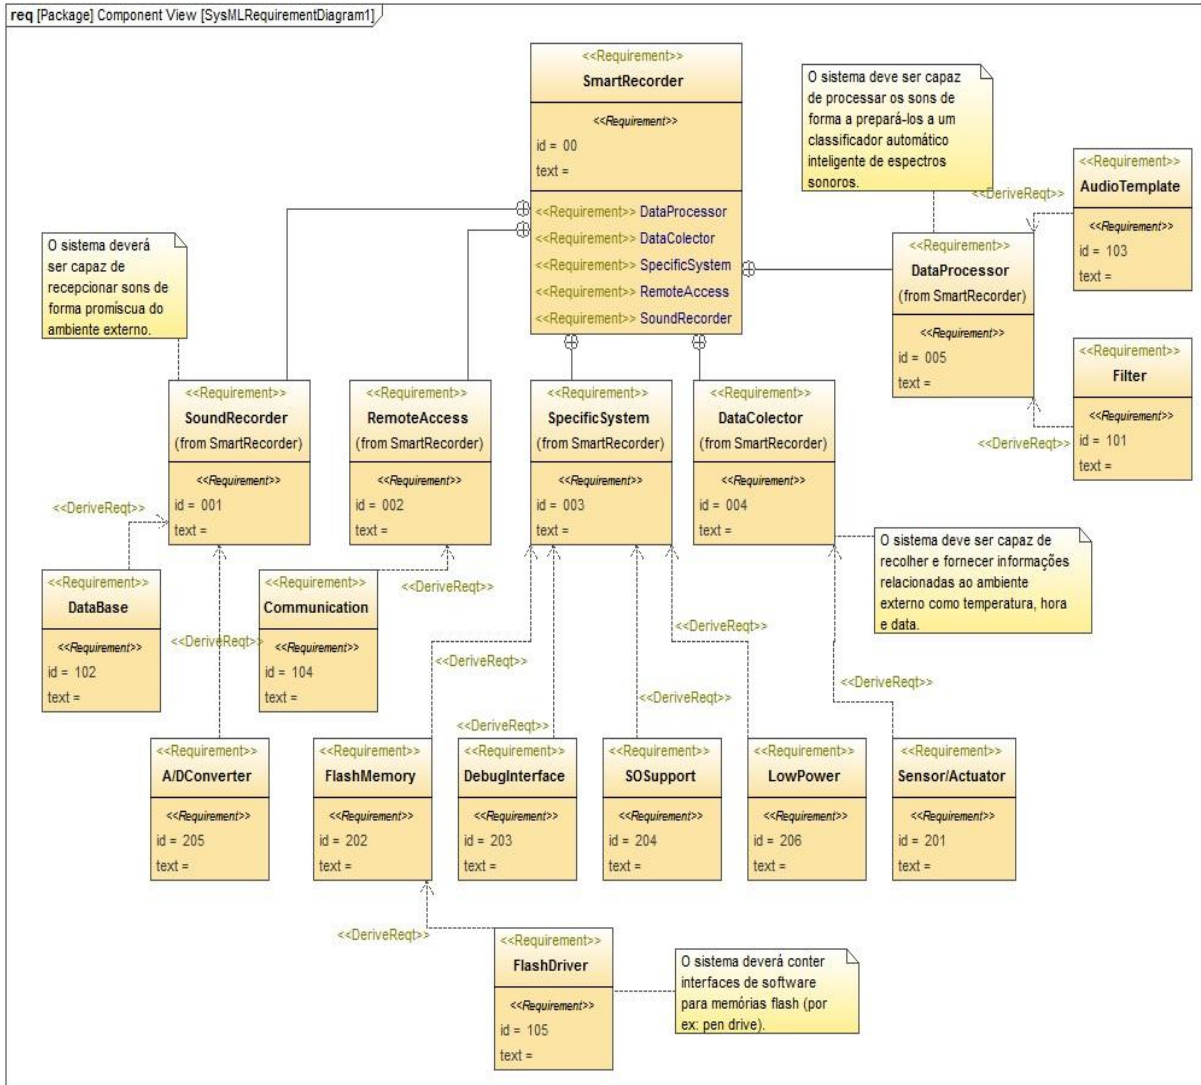 req [Package] Component View [SysMLRequirementDiagram1]
<<Requirement>>
SmartRecorder
<<Requirement>>
id = 00
text =
<<Requirement>> DataProcessor
<<Requirement>> DataColector
<<Requirement>> SpecificSystem
<<Requirement>> RemoteAccess
<<Requirement>> SoundRecorder
O sistema deve ser capaz
de processar os sons de
forma a prepará-los a um
classificador automático
inteligente de espectros
sonoros.
<<Requirement>>
AudioTemplate
<<Requirement>>
id = 103
text =
<<DeriveReqt>>
<<Requirement>>
DataProcessor
(from SmartRecorder)
<<Requirement>>
id = 005
text =
<<Requirement>>
Filter
<<Requirement>>
id = 101
text =
<<DeriveReqt>>
O sistema deverá
ser capaz de
recepcionar sons de
forma promíscua do
ambiente externo.
<<Requirement>>
SoundRecorder
(from SmartRecorder)
<<Requirement>>
id = 001
text =
<<Requirement>>
RemoteAccess
(from SmartRecorder)
<<Requirement>>
id = 002
text =
<<Requirement>>
SpecificSystem
(from SmartRecorder)
<<Requirement>>
id = 003
text =
<<Requirement>>
DataColector
(from SmartRecorder)
<<Requirement>>
id = 004
text =
O sistema deve ser capaz de
recolher e fornecer informações
relacionadas ao ambiente
externo como temperatura, hora
e data.
<<DeriveReqt>>
<<Requirement>>
DataBase
<<Requirement>>
id = 102
text =
<<DeriveReqt>>
<<Requirement>>
Communication
<<Requirement>>
id = 104
text =
<<DeriveReqt>>
<<DeriveReqt>>
<<DeriveReqt>>
<<DeriveReqt>>
<<DeriveReqt>>
<<DeriveReqt>>
<<Requirement>>
A/DConverter
<<Requirement>>
id = 205
text =
<<Requirement>>
FlashMemory
<<Requirement>>
id = 202
text =
<<Requirement>>
DebugInterface
<<Requirement>>
id = 203
text =
<<Requirement>>
SOSupport
<<Requirement>>
id = 204
text =
<<Requirement>>
LowPower
<<Requirement>>
id = 206
text =
<<Requirement>>
Sensor/Actuator
<<Requirement>>
id = 201
text =
<<DeriveReqt>>
<<Requirement>>
FlashDriver
<<Requirement>>
id = 105
text =
O sistema deverá conter
interfaces de software
para memórias flash (por
ex: pen drive).